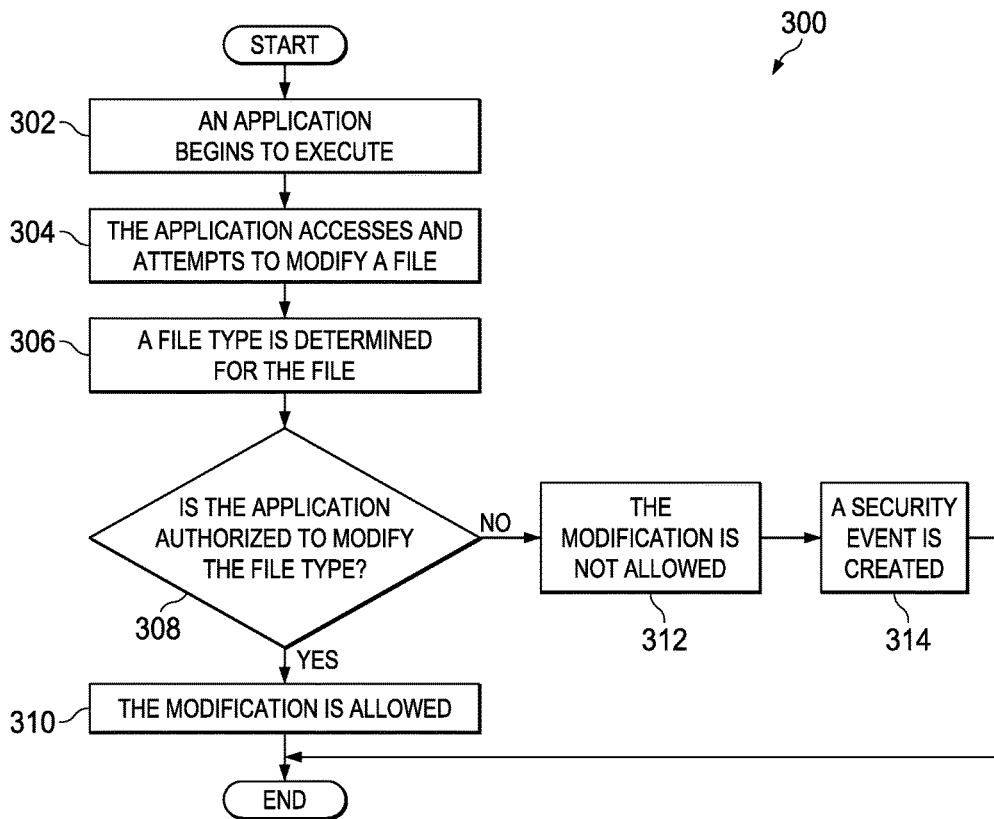 300
START
302
AN APPLICATION
BEGINS TO EXECUTE
304
THE APPLICATION ACCESSES AND
ATTEMPTS TO MODIFY A FILE
306
A FILE TYPE IS DETERMINED
FOR THE FILE
IS THE APPLICATION
AUTHORIZED TO MODIFY
THE FILE TYPE?
308
NO
THE
MODIFICATION IS
NOT ALLOWED
312
A SECURITY
EVENT IS
CREATED
314
YES
310
THE MODIFICATION IS ALLOWED
END